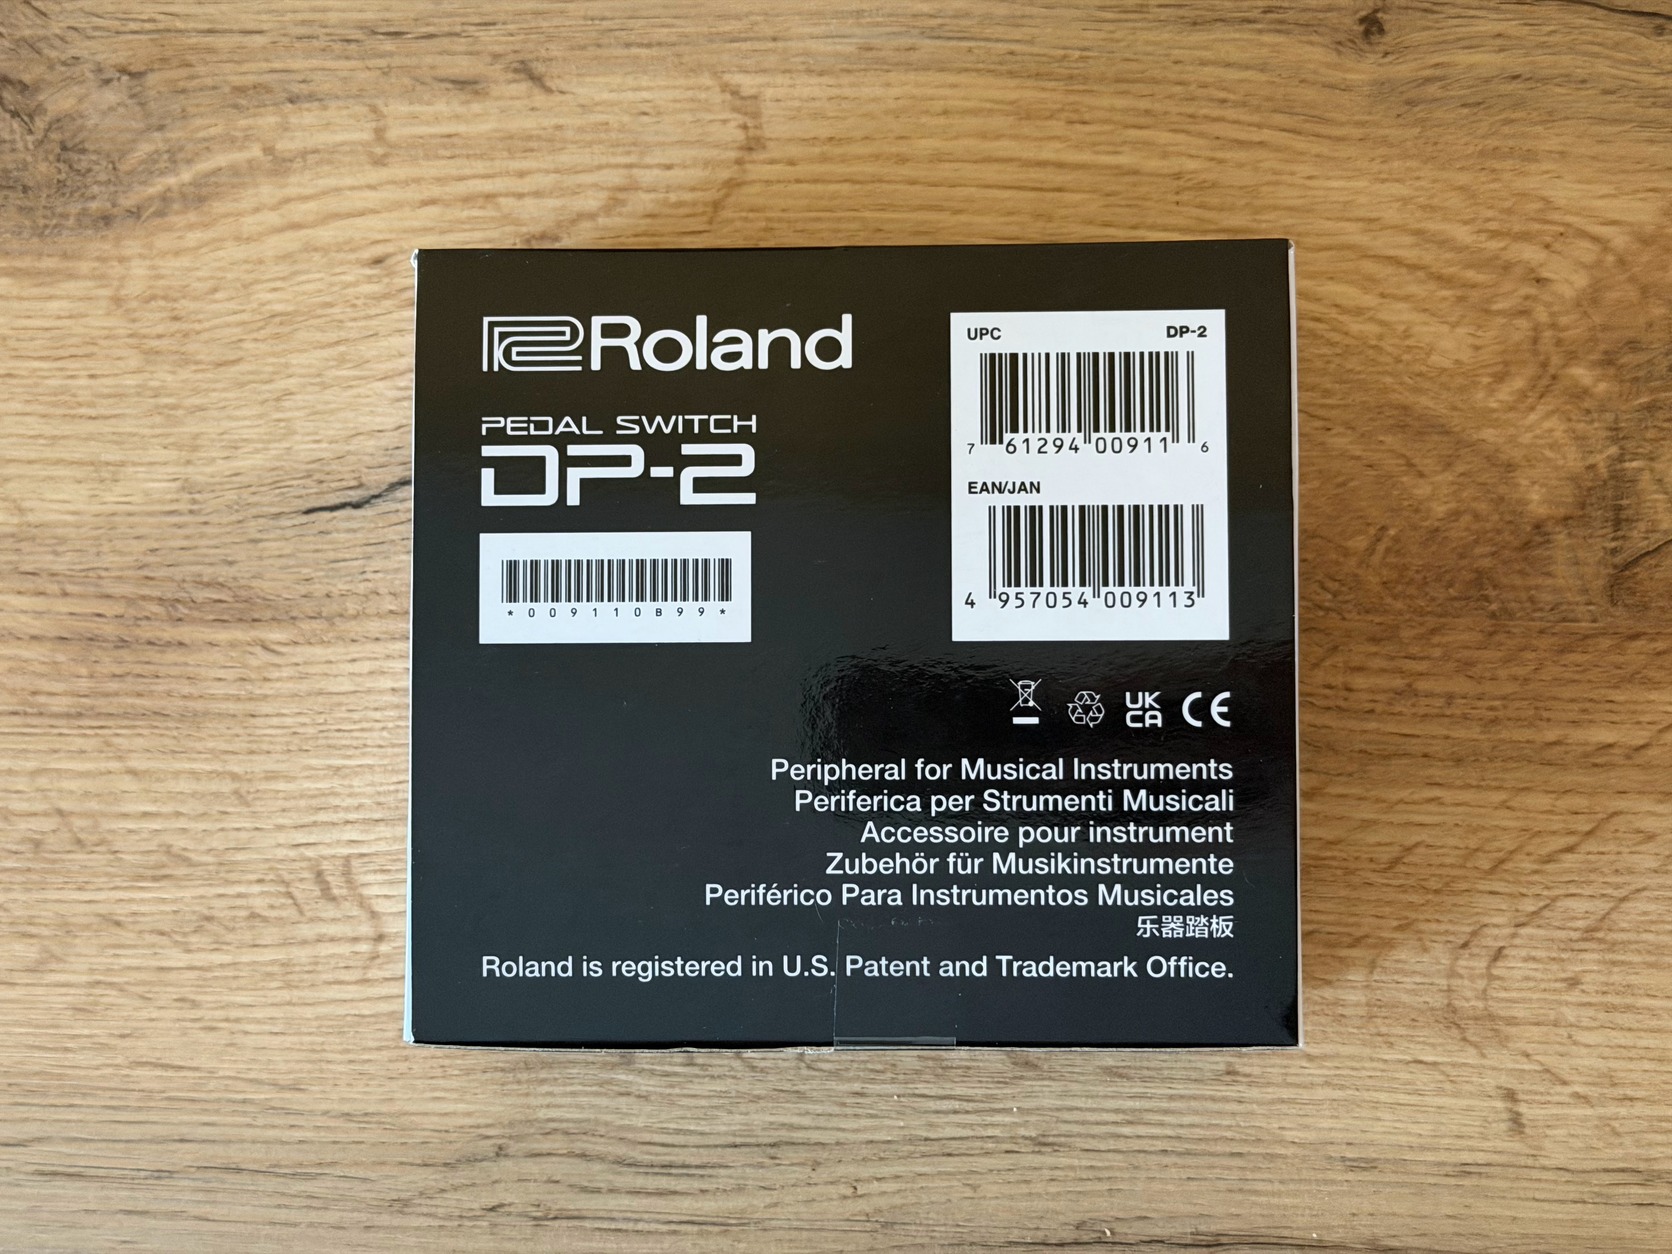 Roland
PEDAL SWITCH
DP-2
*009110B99*
UPC DP-2
7 61294 00911 6
EAN/JAN
4 957054 009113
UK
CA
CE
Peripheral for Musical Instruments
Periferica per Strumenti Musicali
Accessoire pour instrument
Zubehör für Musikinstrumente
Periférico Para Instrumentos Musicales
乐器踏板
Roland is registered in U.S. Patent and Trademark Office.